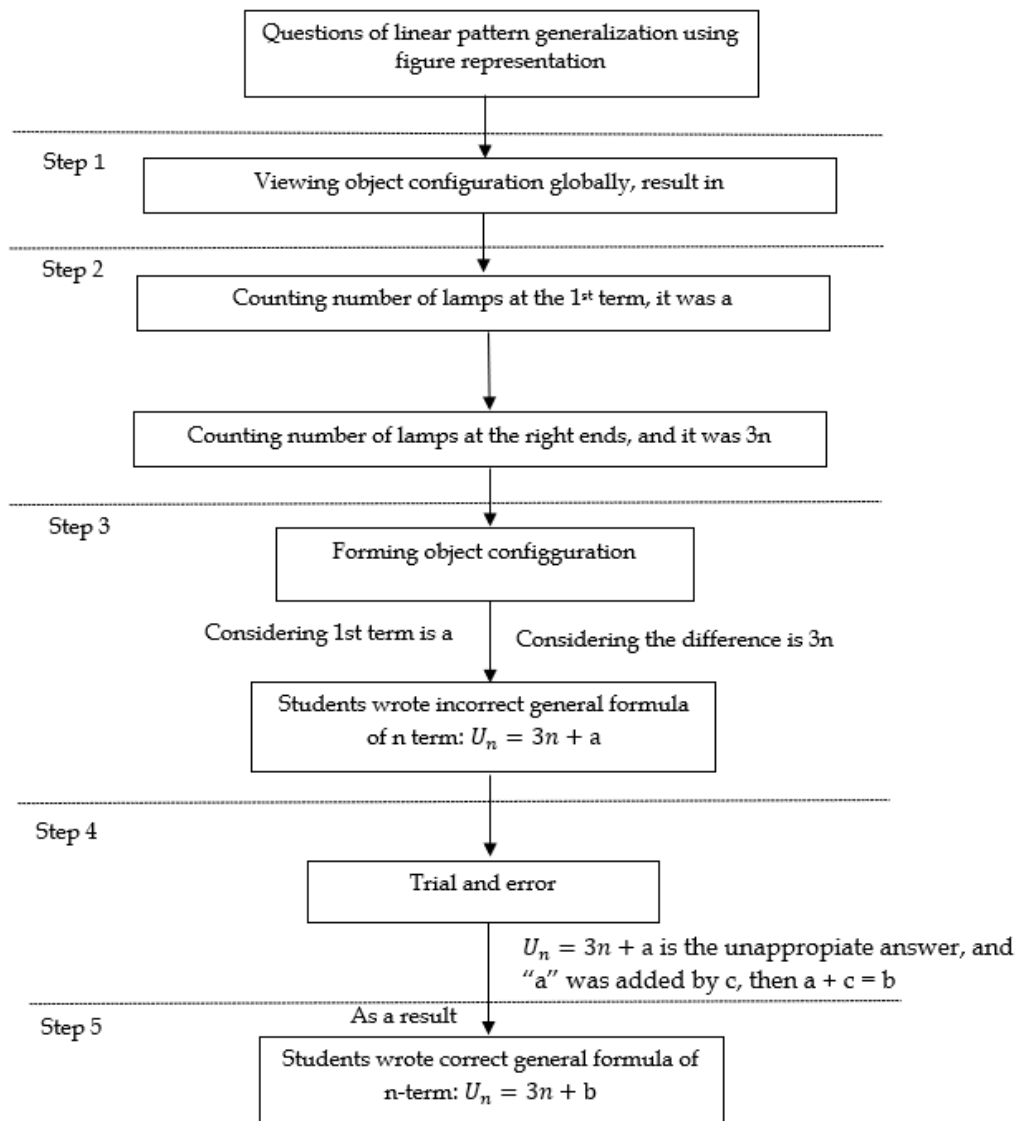 Questions of linear pattern generalization using
figure representation
Step 1
Viewing object configuration globally, result in
Step 2
Counting number of lamps at the 1st term, it was a
Counting number of lamps at the right ends, and it was 3n
Step 3
Forming object configguration
Considering 1st term is a
Considering the difference is 3n
Students wrote incorrect general formula
of n term: Uₙ = 3n + a
Step 4
Trial and error
Uₙ = 3n + a is the unappropiate answer, and
“a” was added by c, then a + c = b
Step 5
As a result
Students wrote correct general formula of
n-term: Uₙ = 3n + b